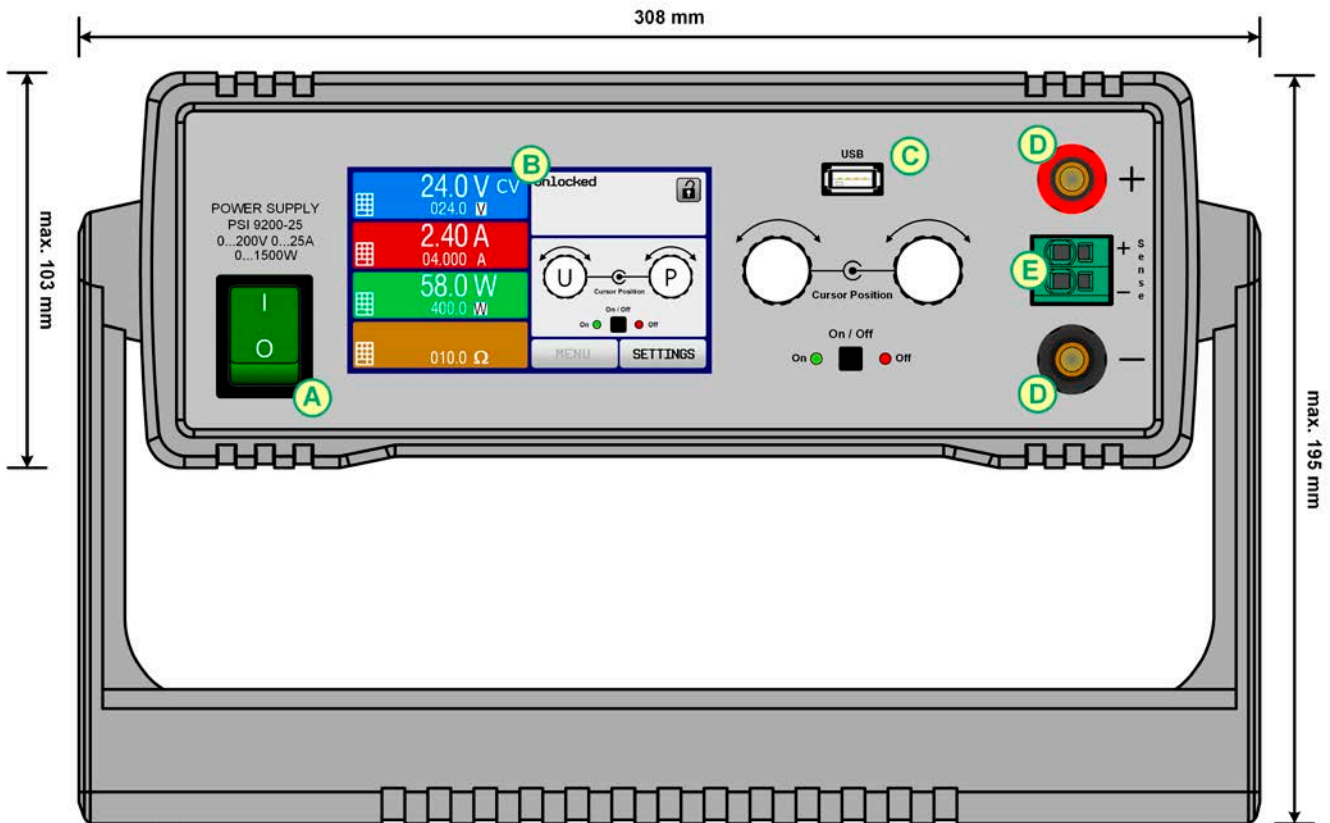 308 mm
max. 103 mm
max. 195 mm
POWER SUPPLY
PSI 9200-25
0...200V 0...25A
0...1500W
I
O
A
B
24.0 V CV
024.0 V
2.40 A
04.000 A
58.0 W
400.0 W
010.0 Ω
Unlocked
U
P
Cursor Position
On / Off
On
Off
MENU
SETTINGS
USB
C
Cursor Position
On / Off
On
Off
D
+
E
+
Sense
–
D
–